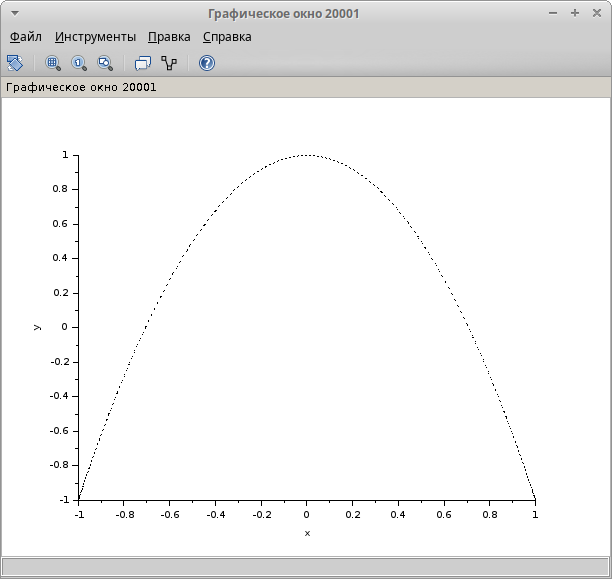 Графическое окно 20001
Файл Инструменты Правка Справка
Графическое окно 20001
1
0.8
0.6
0.4
0.2
y
0
-0.2
-0.4
-0.6
-0.8
-1
-1 -0.8 -0.6 -0.4 -0.2 0 0.2 0.4 0.6 0.8 1
x